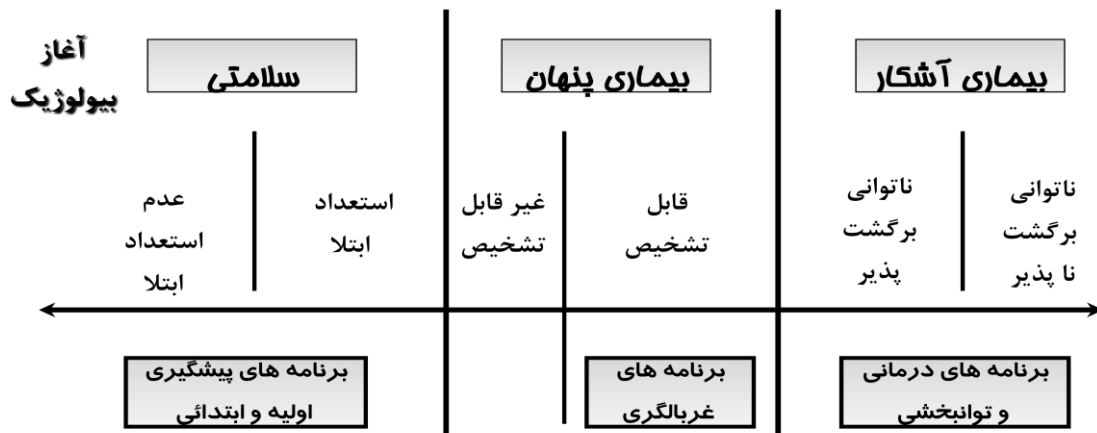 آغاز
بیولوژیک
سلامتی
بیماری پنهان
بیماری آشکار
عدم
استعداد
ابتلا
استعداد
ابتلا
غیر قابل
تشخیص
قابل
تشخیص
ناتوانی
برگشت
پذیر
ناتوانی
برگشت
نا پذیر
برنامه های پیشگیری
اولیه و ابتدائی
برنامه های
غربالگری
برنامه های درمانی
و توانبخشی